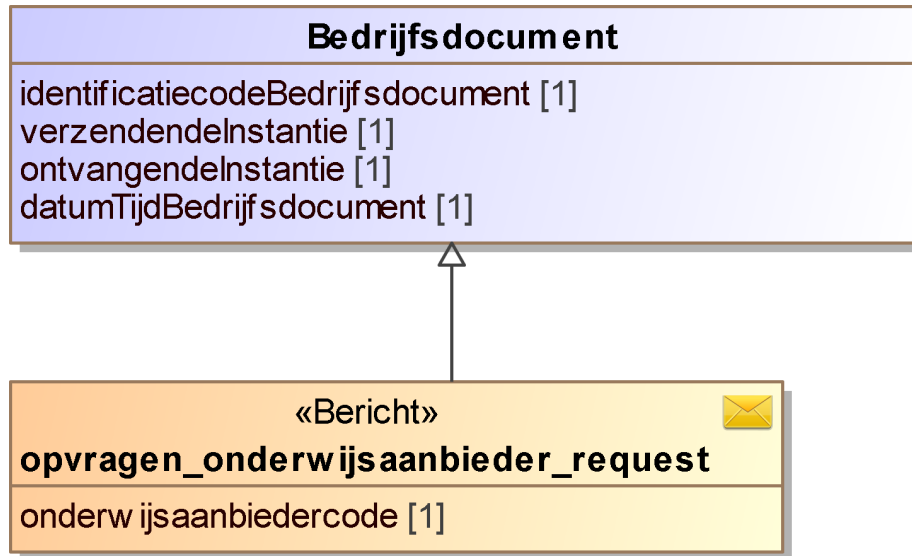 Bedrijfsdocument
identificatiecodeBedrijfsdocument [1]
verzendendeInstantie [1]
ontvangendeInstantie [1]
datumTijdBedrijfsdocument [1]
«Bericht»
opvragen_onderwijsaanbieder_request
onderwijsaanbiedercode [1]